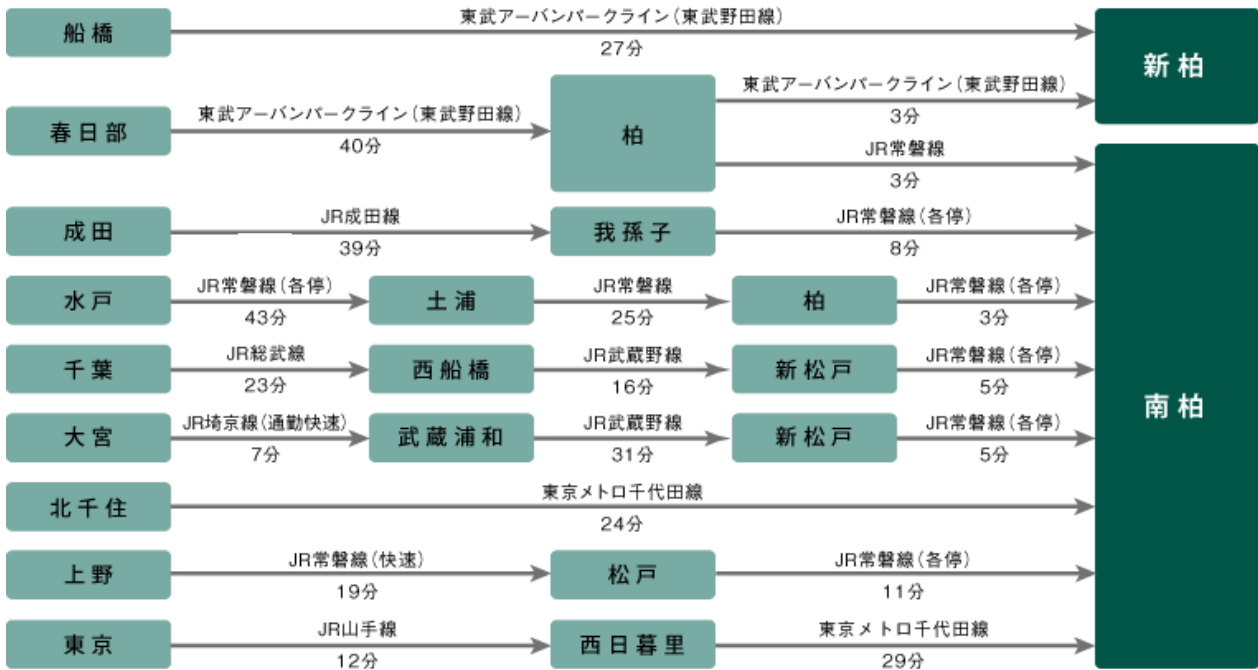 船橋
東武アーバンパークライン(東武野田線)
27分
新柏
春日部
東武アーバンパークライン(東武野田線)
40分
柏
東武アーバンパークライン(東武野田線)
3分
JR常磐線
3分
成田
JR成田線
39分
我孫子
JR常磐線(各停)
8分
水戸
JR常磐線(各停)
43分
土浦
JR常磐線
25分
柏
JR常磐線(各停)
3分
千葉
JR総武線
23分
西船橋
JR武蔵野線
16分
新松戸
JR常磐線(各停)
5分
南柏
大宮
JR埼京線(通勤快速)
7分
武蔵浦和
JR武蔵野線
31分
新松戸
JR常磐線(各停)
5分
北千住
東京メトロ千代田線
24分
上野
JR常磐線(快速)
19分
松戸
JR常磐線(各停)
11分
東京
JR山手線
12分
西日暮里
東京メトロ千代田線
29分